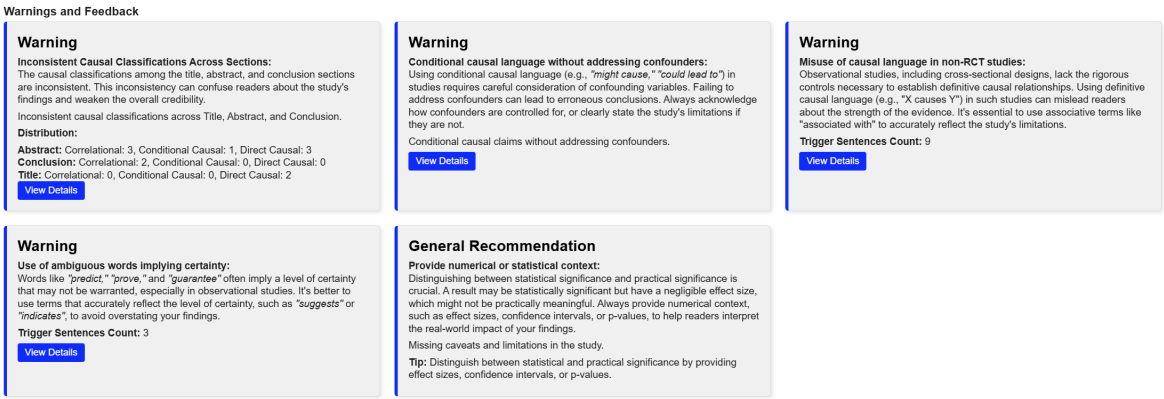 Warnings and Feedback
Warning
Inconsistent Causal Classifications Across Sections:
The causal classifications among the title, abstract, and conclusion sections
are inconsistent. This inconsistency can confuse readers about the study's
findings and weaken the overall credibility.
Inconsistent causal classifications across Title, Abstract, and Conclusion.
Distribution:
Abstract: Correlational: 3, Conditional Causal: 1, Direct Causal: 3
Conclusion: Correlational: 2, Conditional Causal: 0, Direct Causal: 0
Title: Correlational: 0, Conditional Causal: 0, Direct Causal: 2
View Details
Warning
Conditional causal language without addressing confounders:
Using conditional causal language (e.g., "might cause," "could lead to") in
studies requires careful consideration of confounding variables. Failing to
address confounders can lead to erroneous conclusions. Always acknowledge
how confounders are controlled for, or clearly state the study's limitations if
they are not.
Conditional causal claims without addressing confounders.
View Details
Warning
Misuse of causal language in non-RCT studies:
Observational studies, including cross-sectional designs, lack the rigorous
controls necessary to establish definitive causal relationships. Using definitive
causal language (e.g., "X causes Y") in such studies can mislead readers
about the strength of the evidence. It's essential to use associative terms like
"associated with" to accurately reflect the study's limitations.
Trigger Sentences Count: 9
View Details
Warning
Use of ambiguous words implying certainty:
Words like "predict," "prove," and "guarantee" often imply a level of certainty
that may not be warranted, especially in observational studies. It's better to
use terms that accurately reflect the level of certainty, such as "suggests" or
"indicates", to avoid overstating your findings.
Trigger Sentences Count: 3
View Details
General Recommendation
Provide numerical or statistical context:
Distinguishing between statistical significance and practical significance is
crucial. A result may be statistically significant but have a negligible effect size,
which might not be practically meaningful. Always provide numerical context,
such as effect sizes, confidence intervals, or p-values, to help readers interpret
the real-world impact of your findings.
Missing caveats and limitations in the study.
Tip: Distinguish between statistical and practical significance by providing
effect sizes, confidence intervals, or p-values.